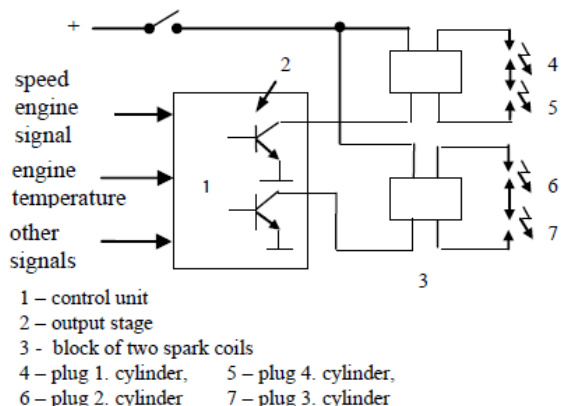 +
speed
engine
signal
engine
temperature
other
signals
1
2
3
4
5
6
7
1 – control unit
2 – output stage
3 - block of two spark coils
4 – plug 1. cylinder, 5 – plug 4. cylinder,
6 – plug 2. cylinder 7 – plug 3. cylinder